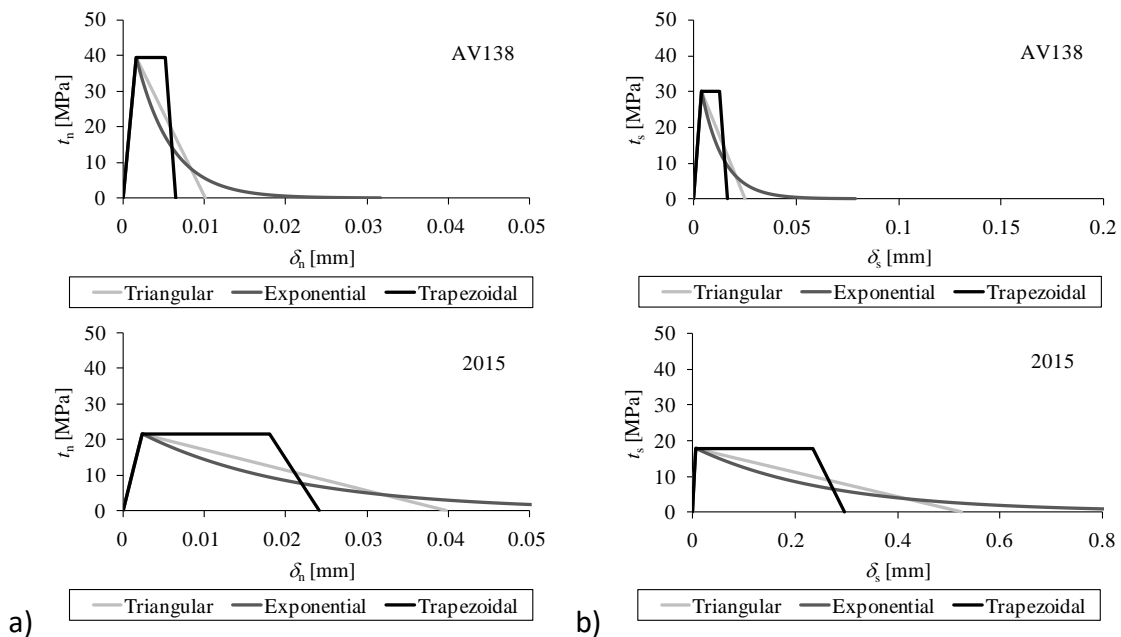 50
40
30
20
10
0
tn [MPa]
AV138
0 0.01 0.02 0.03 0.04 0.05
δn [mm]
Triangular Exponential Trapezoidal
50
40
30
20
10
0
ts [MPa]
AV138
0 0.05 0.1 0.15 0.2
δs [mm]
Triangular Exponential Trapezoidal
50
40
30
20
10
0
tn [MPa]
2015
0 0.01 0.02 0.03 0.04 0.05
δn [mm]
Triangular Exponential Trapezoidal
a)
50
40
30
20
10
0
ts [MPa]
2015
0 0.2 0.4 0.6 0.8
δs [mm]
Triangular Exponential Trapezoidal
b)